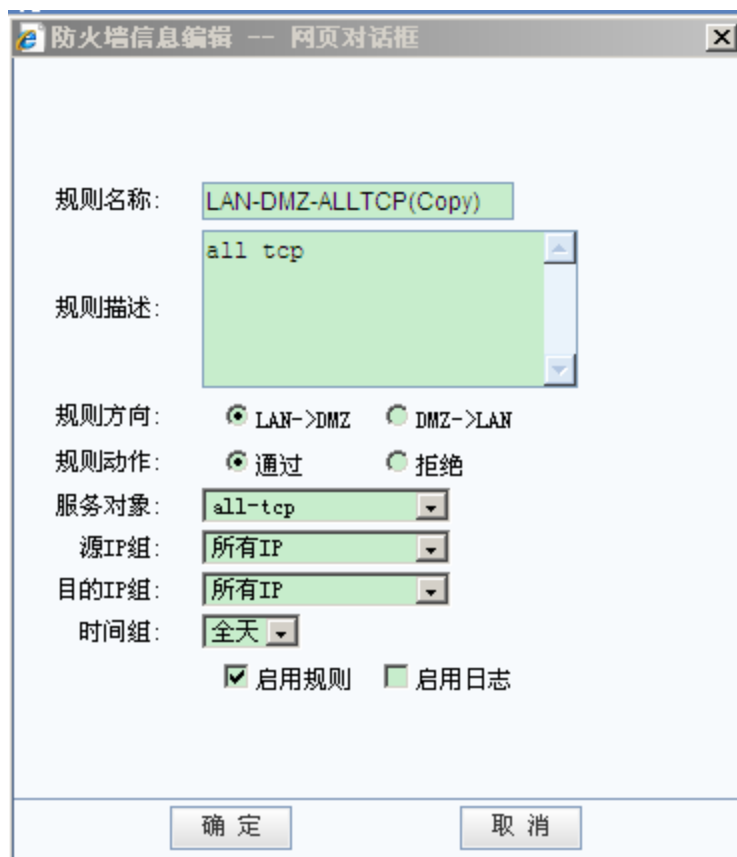 防火墙信息编辑 -- 网页对话框
规则名称: LAN-DMZ-ALLTCP(Copy)
规则描述: all tcp
规则方向: LAN->DMZ DMZ->LAN
规则动作: 通过 拒绝
服务对象: all-tcp
源IP组: 所有IP
目的IP组: 所有IP
时间组: 全天
启用规则 启用日志
确 定 取 消